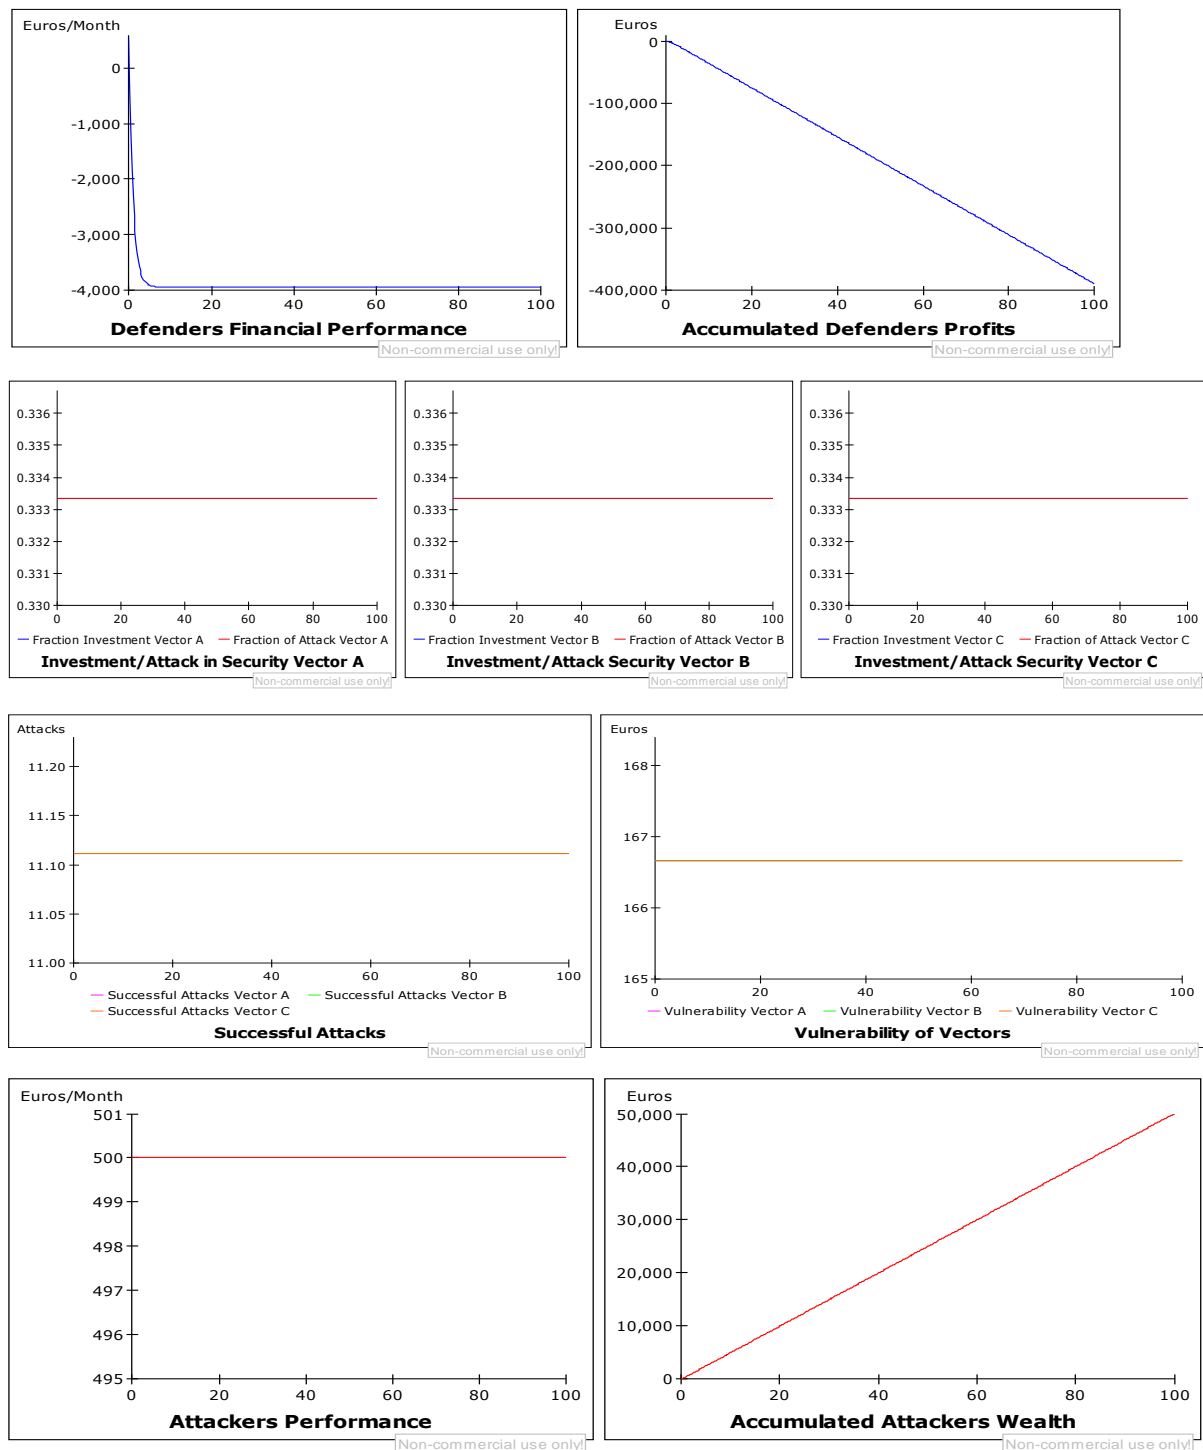 Euros/Month
0
-1,000
-2,000
-3,000
-4,000
0 20 40 60 80 100
Defenders Financial Performance
Non-commercial use only!
Euros
0
-100,000
-200,000
-300,000
-400,000
0 20 40 60 80 100
Accumulated Defenders Profits
Non-commercial use only!
0.336
0.335
0.334
0.333
0.332
0.331
0.330
0 20 40 60 80 100
Fraction Investment Vector A Fraction of Attack Vector A
Investment/Attack in Security Vector A
Non-commercial use only!
0.336
0.335
0.334
0.333
0.332
0.331
0.330
0 20 40 60 80 100
Fraction Investment Vector B Fraction of Attack Vector B
Investment/Attack Security Vector B
Non-commercial use only!
0.336
0.335
0.334
0.333
0.332
0.331
0.330
0 20 40 60 80 100
Fraction Investment Vector C Fraction of Attack Vector C
Investment/Attack Security Vector C
Non-commercial use only!
Attacks
11.20
11.15
11.10
11.05
11.00
0 20 40 60 80 100
Successful Attacks Vector A Successful Attacks Vector B
Successful Attacks Vector C
Successful Attacks
Non-commercial use only!
Euros
168
167
166
165
0 20 40 60 80 100
Vulnerability Vector A Vulnerability Vector B Vulnerability Vector C
Vulnerability of Vectors
Non-commercial use only!
Euros/Month
501
500
499
498
497
496
495
0 20 40 60 80 100
Attackers Performance
Non-commercial use only!
Euros
50,000
40,000
30,000
20,000
10,000
0
0 20 40 60 80 100
Accumulated Attackers Wealth
Non-commercial use only!